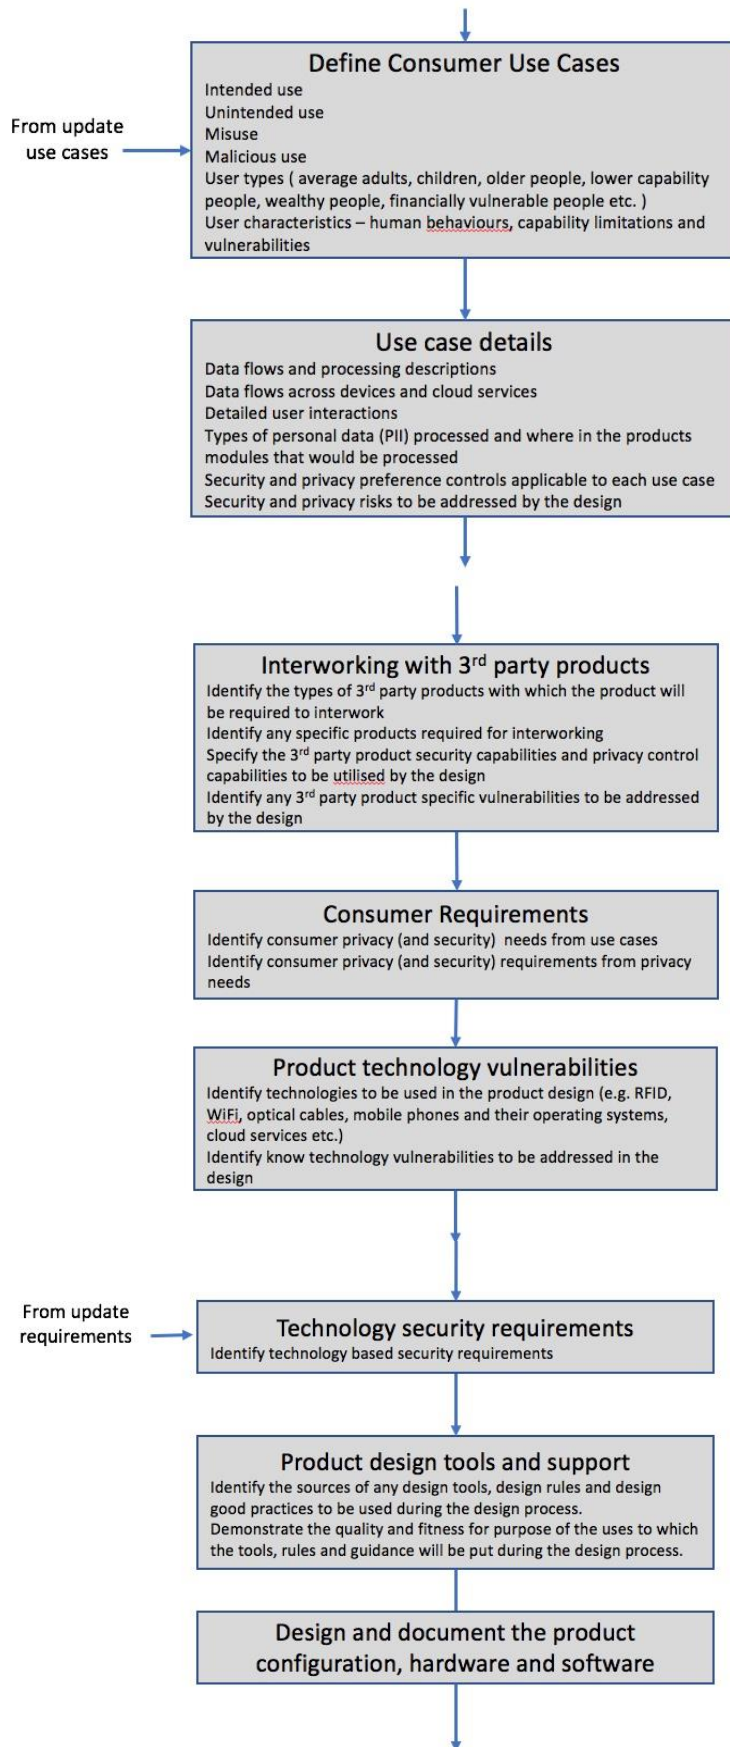 Define Consumer Use Cases
Intended use
Unintended use
Misuse
Malicious use
User types ( average adults, children, older people, lower capability
people, wealthy people, financially vulnerable people etc. )
User characteristics – human behaviours, capability limitations and
vulnerabilities
From update
use cases
Use case details
Data flows and processing descriptions
Data flows across devices and cloud services
Detailed user interactions
Types of personal data (PII) processed and where in the products
modules that would be processed
Security and privacy preference controls applicable to each use case
Security and privacy risks to be addressed by the design
Interworking with 3rd party products
Identify the types of 3rd party products with which the product will
be required to interwork
Identify any specific products required for interworking
Specify the 3rd party product security capabilities and privacy control
capabilities to be utilised by the design
Identify any 3rd party product specific vulnerabilities to be addressed
by the design
Consumer Requirements
Identify consumer privacy (and security)  needs from use cases
Identify consumer privacy (and security) requirements from privacy
needs
Product technology vulnerabilities
Identify technologies to be used in the product design (e.g. RFID,
WiFi, optical cables, mobile phones and their operating systems,
cloud services etc.)
Identify know technology vulnerabilities to be addressed in the
design
From update
requirements
Technology security requirements
Identify technology based security requirements
Product design tools and support
Identify the sources of any design tools, design rules and design
good practices to be used during the design process.
Demonstrate the quality and fitness for purpose of the uses to which
the tools, rules and guidance will be put during the design process.
Design and document the product
configuration, hardware and software